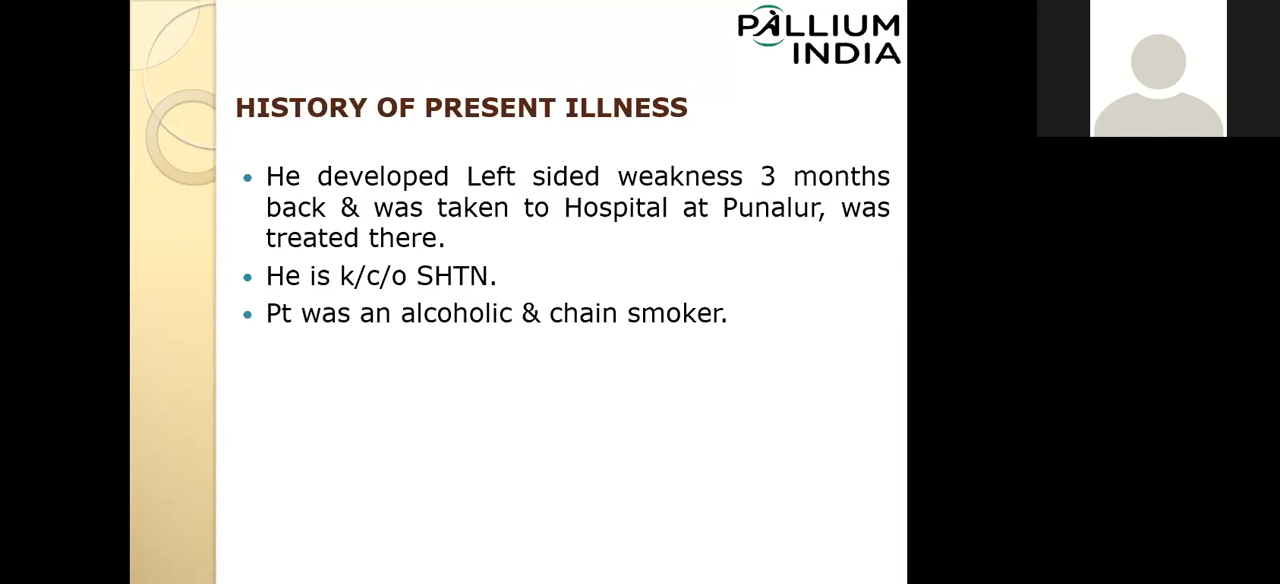 PALLIUM
INDIA
HISTORY OF PRESENT ILLNESS
• He developed Left sided weakness 3 months
back & was taken to Hospital at Punalur, was
treated there.
• He is k/c/o SHTN.
• Pt was an alcoholic & chain smoker.